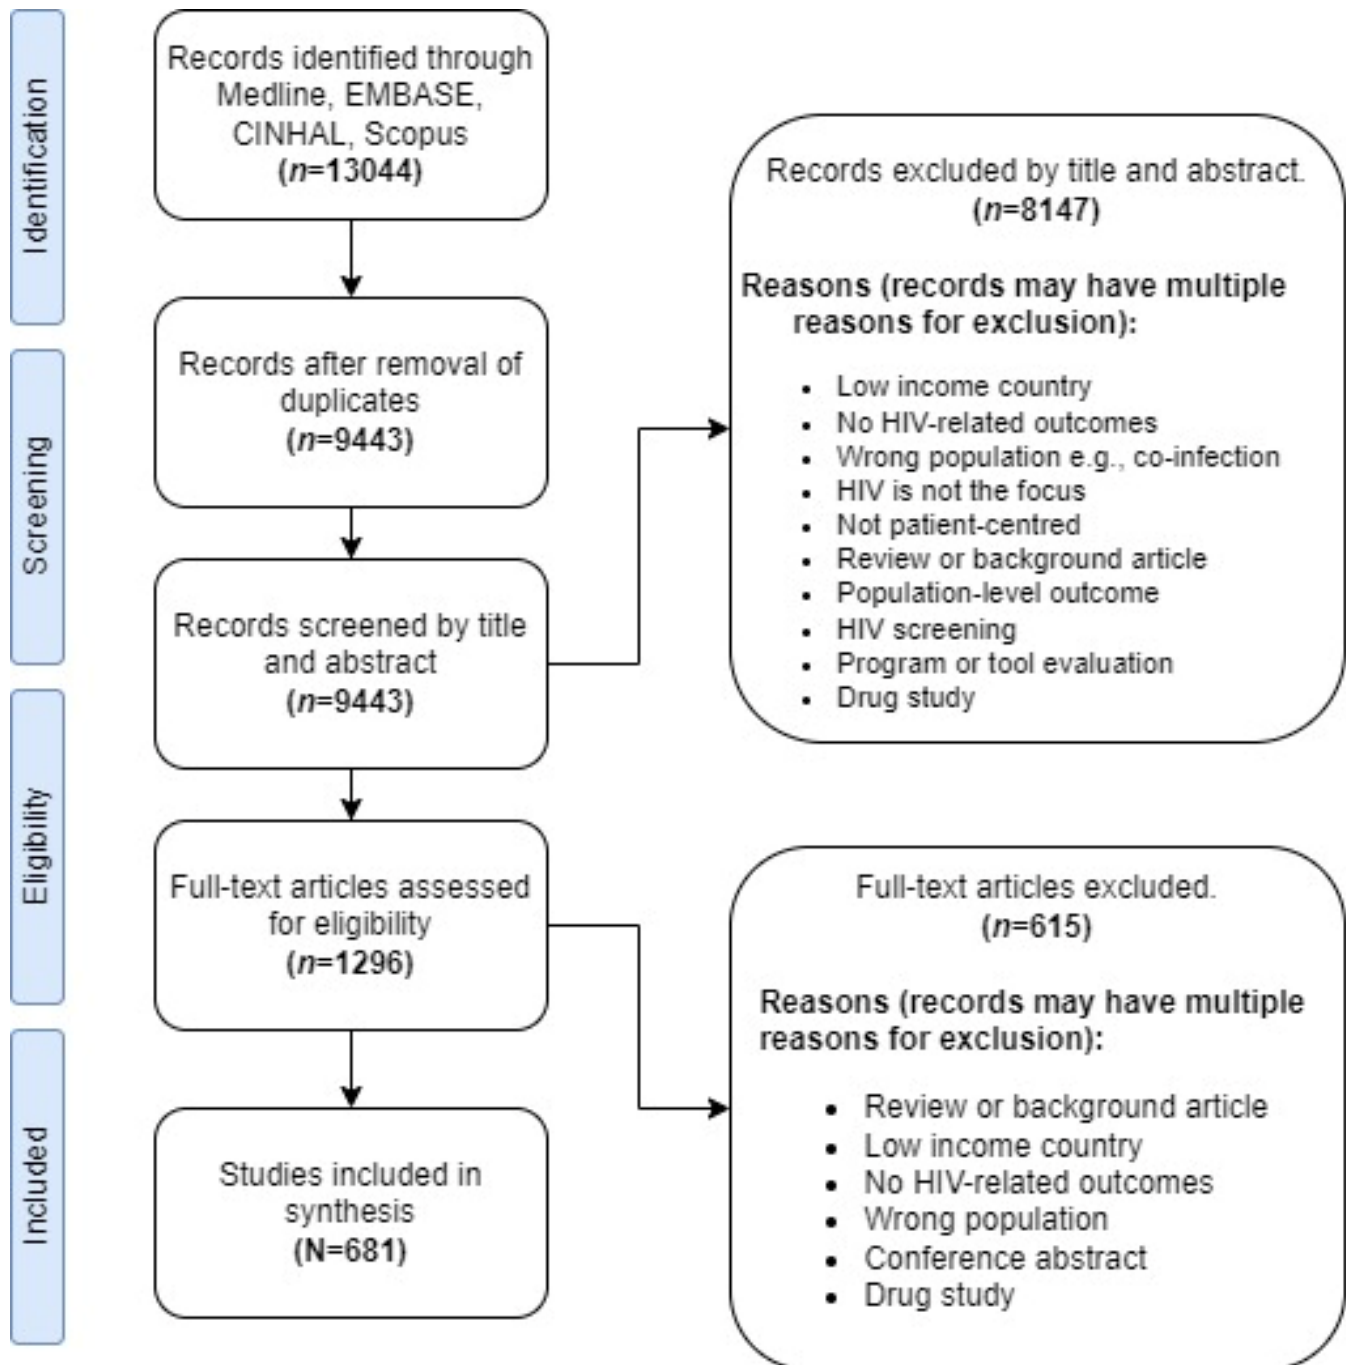 Identification
Records identified through
Medline, EMBASE,
CINHAL, Scopus
(n=13044)
Records excluded by title and abstract.
(n=8147)
Reasons (records may have multiple
reasons for exclusion):
• Low income country
• No HIV-related outcomes
• Wrong population e.g., co-infection
• HIV is not the focus
• Not patient-centred
• Review or background article
• Population-level outcome
• HIV screening
• Program or tool evaluation
• Drug study
Screening
Records after removal of
duplicates
(n=9443)
Records screened by title
and abstract
(n=9443)
Eligibility
Full-text articles assessed
for eligibility
(n=1296)
Full-text articles excluded.
(n=615)
Reasons (records may have multiple
reasons for exclusion):
• Review or background article
• Low income country
• No HIV-related outcomes
• Wrong population
• Conference abstract
• Drug study
Included
Studies included in
synthesis
(N=681)